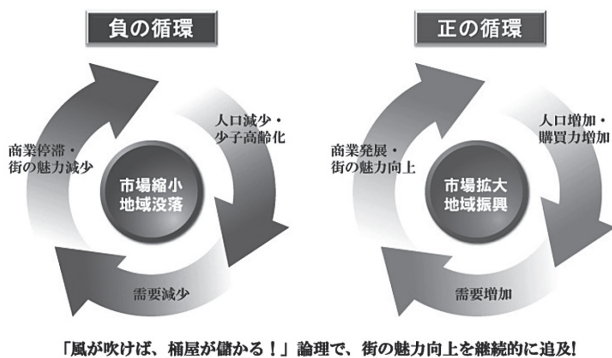 負の循環
人口減少・
少子高齢化
商業停滞・
街の魅力減少
市場縮小
地域没落
需要減少
正の循環
人口増加・
購買力増加
商業発展・
街の魅力向上
市場拡大
地域振興
需要増加
「風が吹けば、桶屋が儲かる！」論理で、街の魅力向上を継続的に追及!